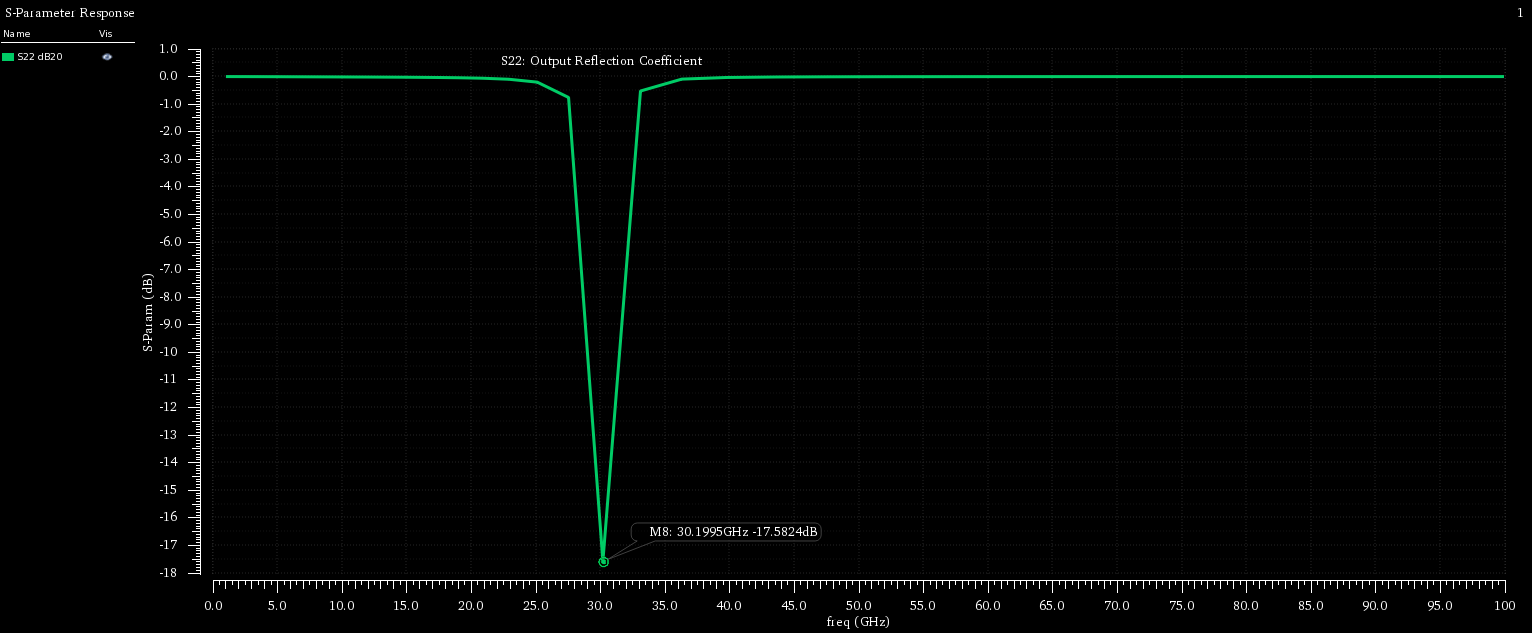 S-Parameter Response
1
Name Vis
S22 dB20
S22: Output Reflection Coefficient
1.0
0.0
-1.0
-2.0
-3.0
-4.0
-5.0
-6.0
-7.0
-8.0
-9.0
-10
-11
-12
-13
-14
-15
-16
-17
-18
S-Param (dB)
M8: 30.1995GHz -17.5824dB
0.0 5.0 10.0 15.0 20.0 25.0 30.0 35.0 40.0 45.0 50.0 55.0 60.0 65.0 70.0 75.0 80.0 85.0 90.0 95.0 100
freq (GHz)